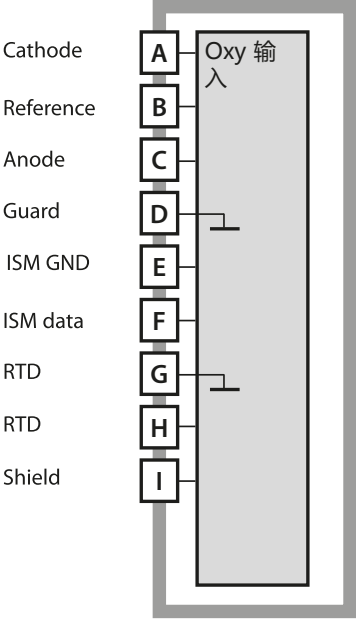 Cathode A Oxy 输
入
Reference B
Anode C
Guard D
ISM GND E
ISM data F
RTD G
RTD H
Shield I